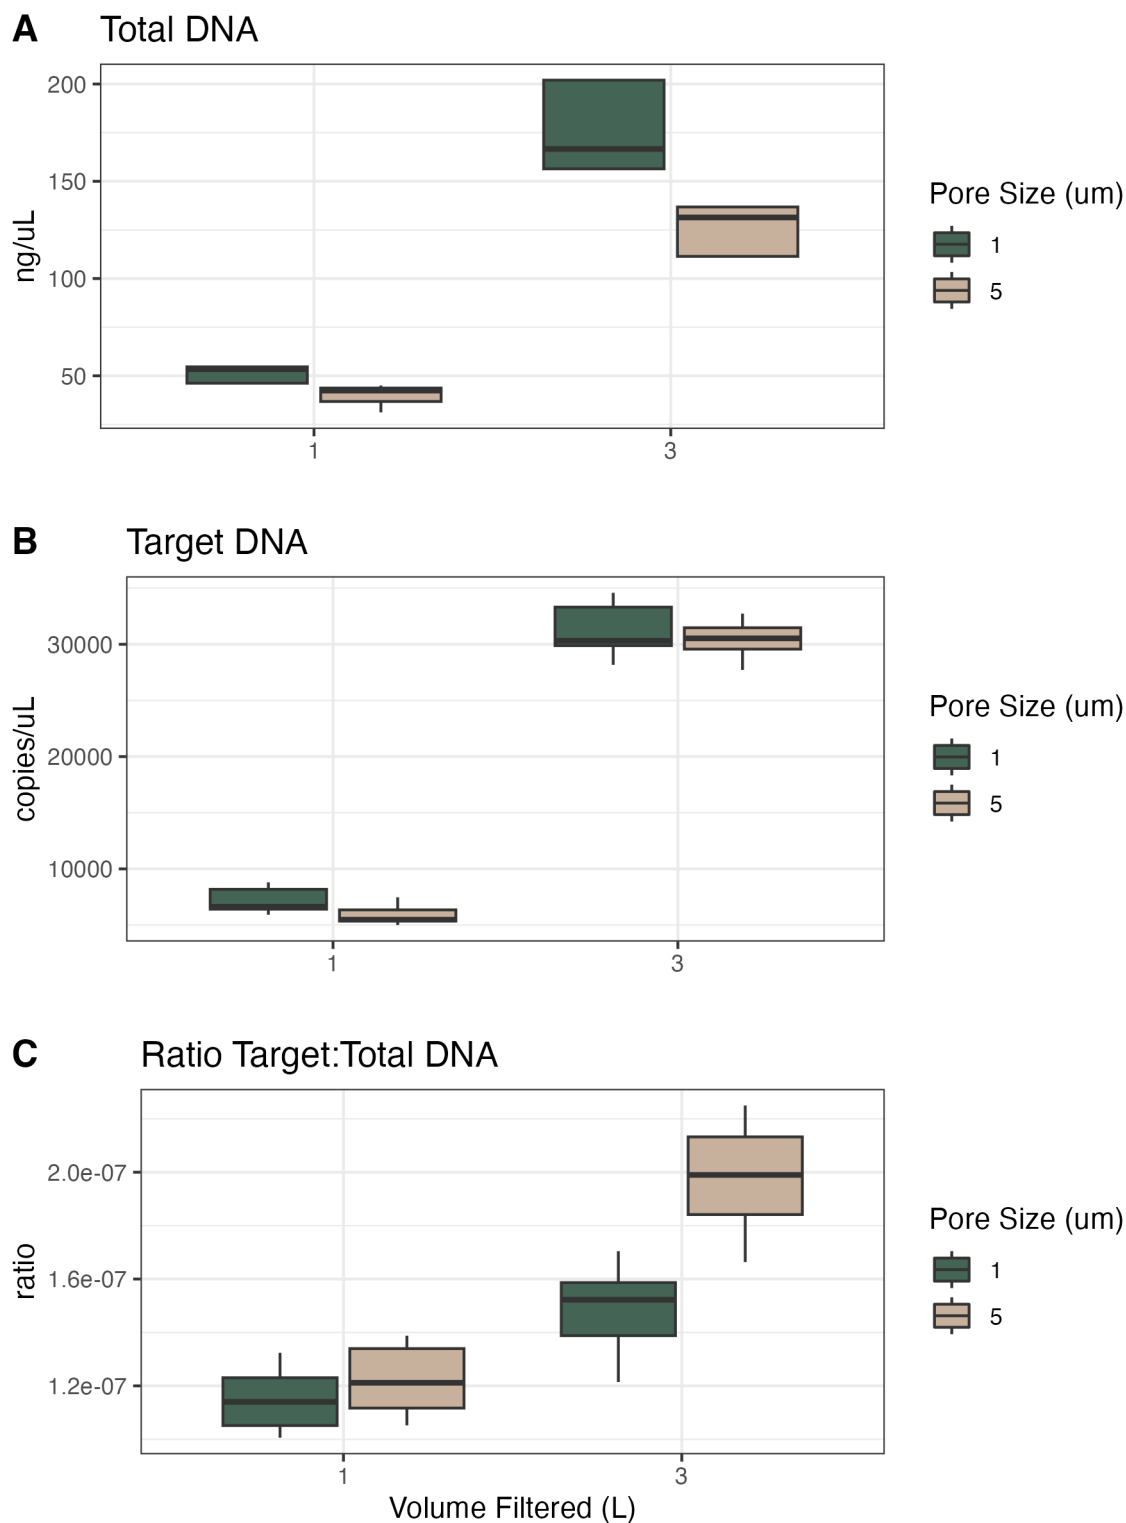 A Total DNA
200
150
100
50
ng/uL
1 3
Pore Size (um)
1
5
B Target DNA
30000
20000
10000
copies/uL
1 3
Pore Size (um)
1
5
C Ratio Target:Total DNA
2.0e-07
1.6e-07
1.2e-07
ratio
1 3
Volume Filtered (L)
Pore Size (um)
1
5